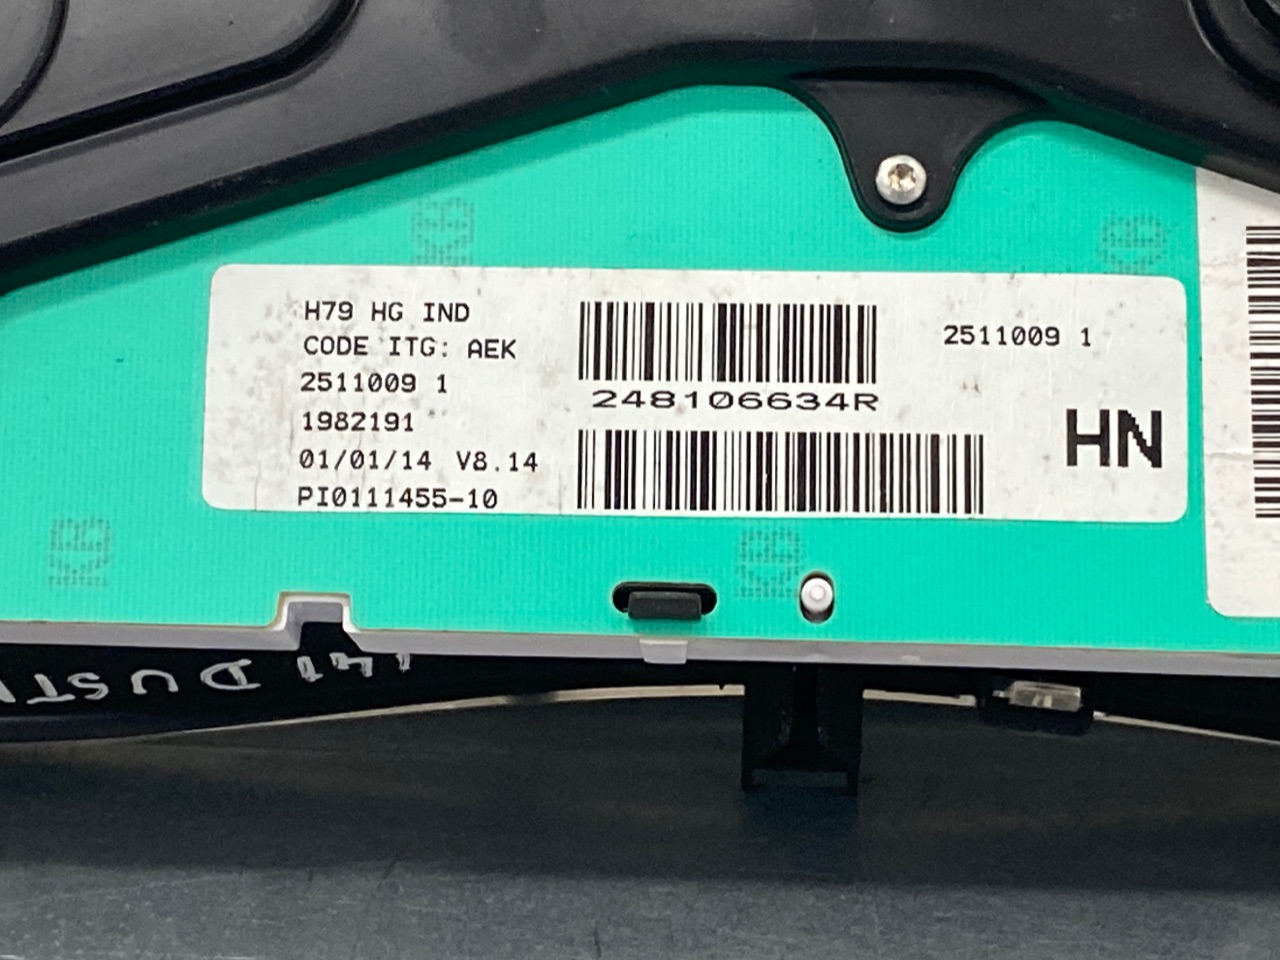 H79 HG IND
CODE ITG: AEK
2511009 1
1982191
01/01/14 V8.14
PI0111455-10
248106634R
2511009 1
HN